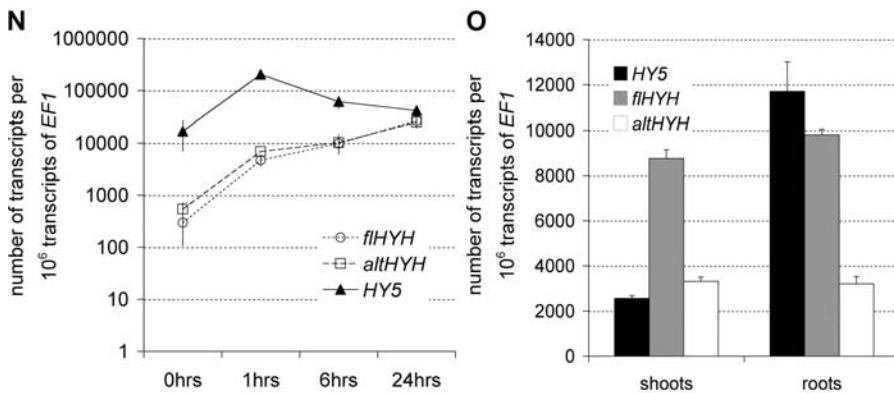 N
number of transcripts per
10⁶ transcripts of EF1
1000000
100000
10000
1000
100
10
1
0hrs 1hrs 6hrs 24hrs
flHYH
altHYH
HY5
O
number of transcripts per
10⁶ transcripts of EF1
14000
12000
10000
8000
6000
4000
2000
0
HY5
flHYH
altHYH
shoots roots